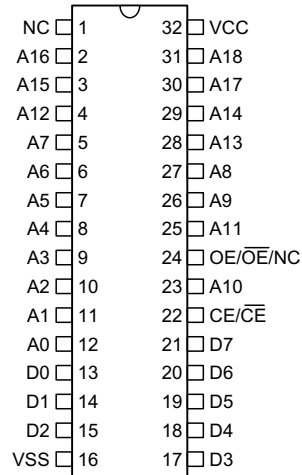 NC 1 32 VCC
A16 2 31 A18
A15 3 30 A17
A12 4 29 A14
A7 5 28 A13
A6 6 27 A8
A5 7 26 A9
A4 8 25 A11
A3 9 24 OE/O̅E̅/NC
A2 10 23 A10
A1 11 22 CE/C̅E̅
A0 12 21 D7
D0 13 20 D6
D1 14 19 D5
D2 15 18 D4
VSS 16 17 D3